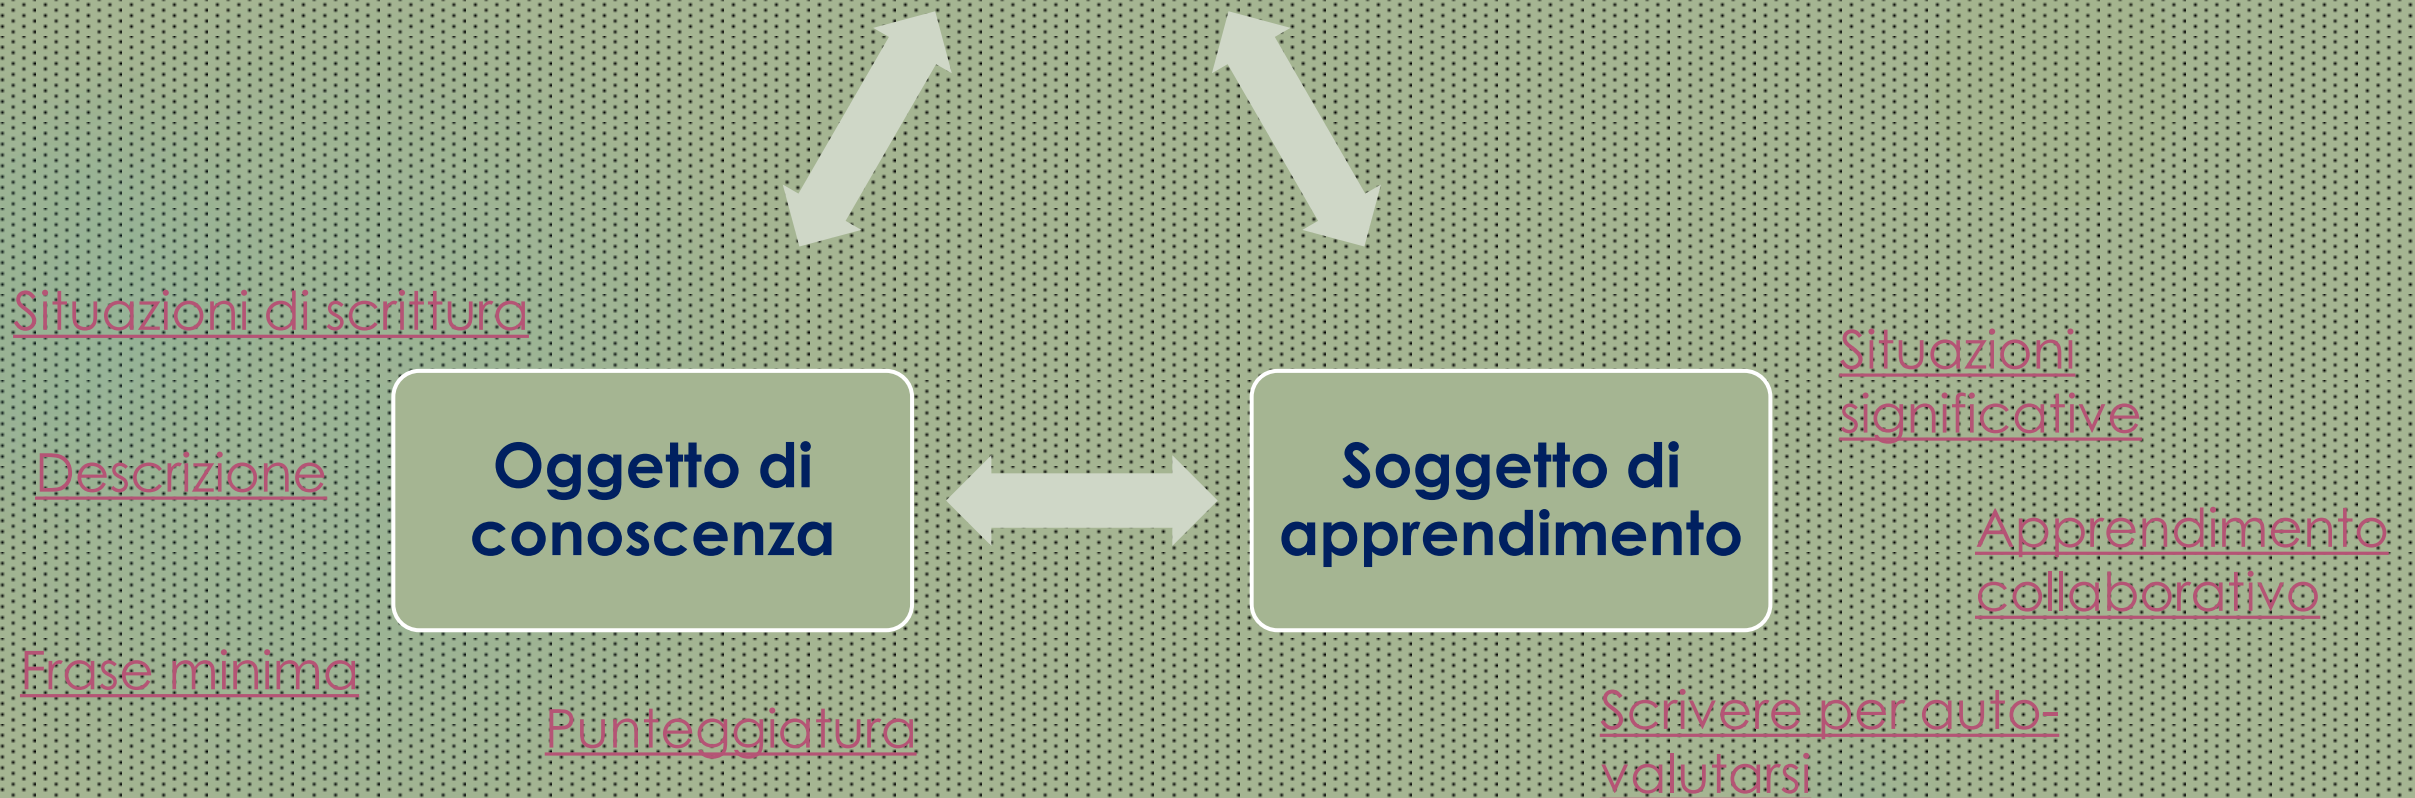 Situazioni di scrittura
Descrizione
Oggetto di
conoscenza
Frase minima
Punteggiatura
Soggetto di
apprendimento
Situazioni
significative
Apprendimento
collaborativo
Scrivere per auto-
valutarsi